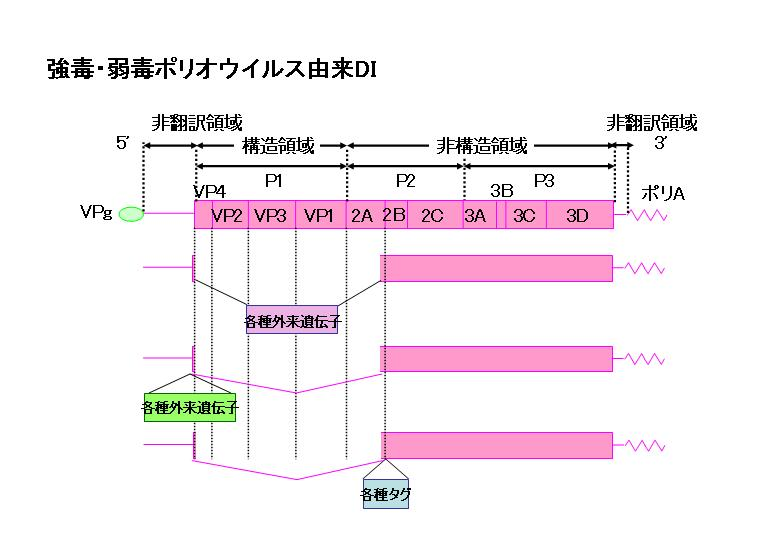 強毒・弱毒ポリオウイルス由来DI
非翻訳領域
非翻訳領域
5′
構造領域
非構造領域
3′
P1
P2
P3
VP4
3B
ポリA
VPg
VP2
VP3
VP1
2A
2B
2C
3A
3C
3D
各種外来遺伝子
各種外来遺伝子
各種タグ